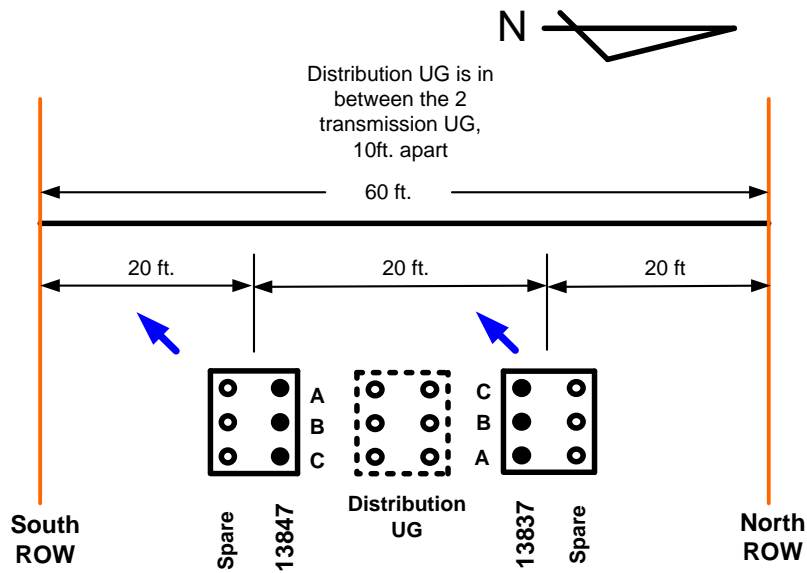 N
Distribution UG is in
between the 2
transmission UG,
10ft. apart
60 ft.
20 ft.
20 ft.
20 ft
A
B
C
C
B
A
Spare
13847
Distribution
UG
13837
Spare
South
ROW
North
ROW